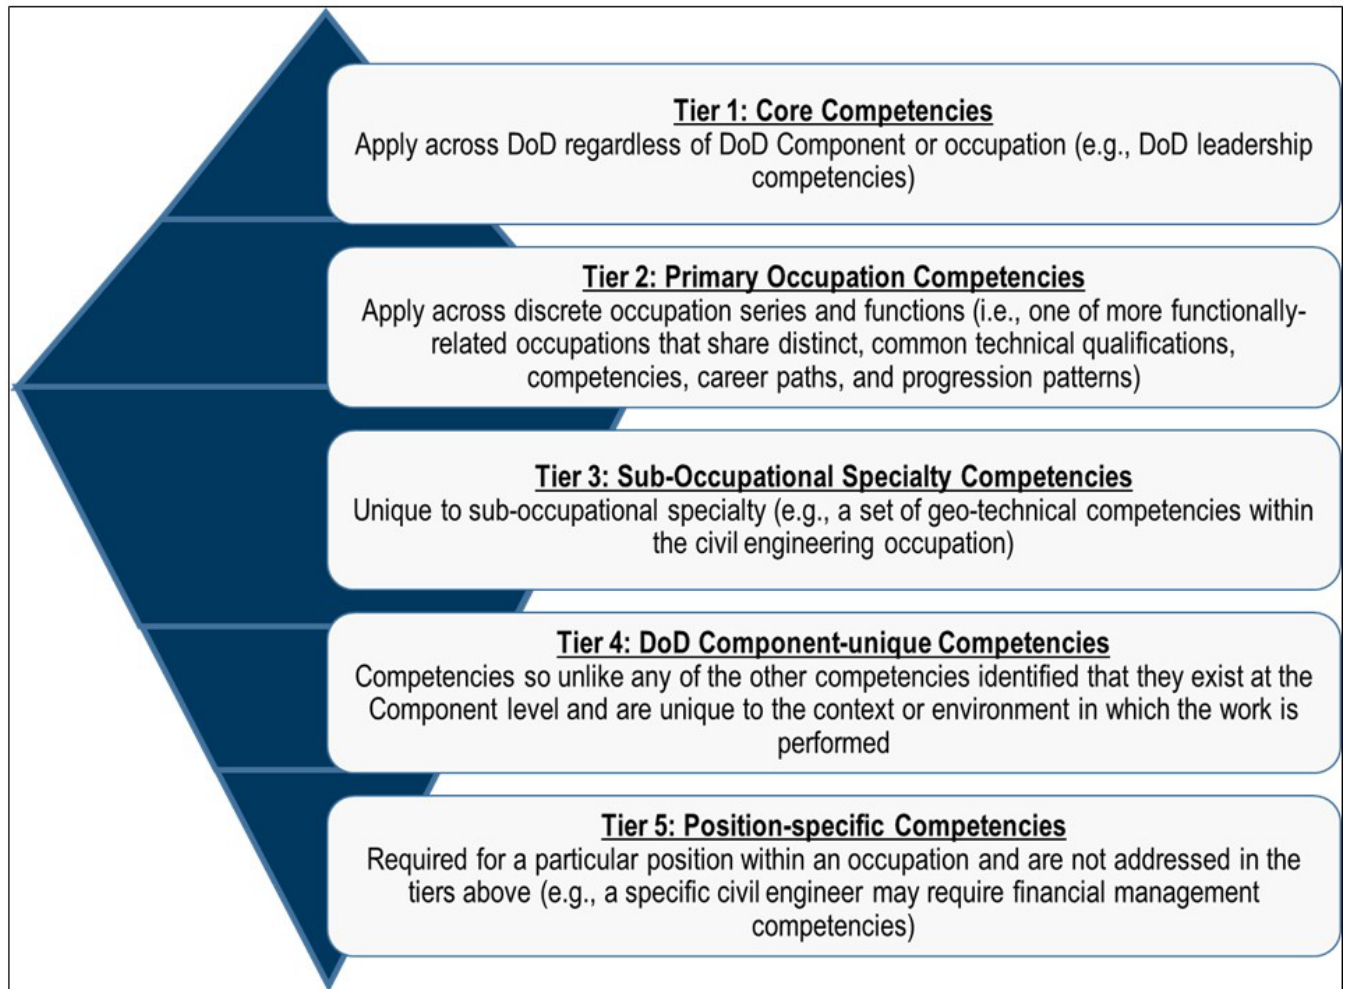 Tier 1: Core Competencies
Apply across DoD regardless of DoD Component or occupation (e.g., DoD leadership
competencies)
Tier 2: Primary Occupation Competencies
Apply across discrete occupation series and functions (i.e., one of more functionally-
related occupations that share distinct, common technical qualifications,
competencies, career paths, and progression patterns)
Tier 3: Sub-Occupational Specialty Competencies
Unique to sub-occupational specialty (e.g., a set of geo-technical competencies within
the civil engineering occupation)
Tier 4: DoD Component-unique Competencies
Competencies so unlike any of the other competencies identified that they exist at the
Component level and are unique to the context or environment in which the work is
performed
Tier 5: Position-specific Competencies
Required for a particular position within an occupation and are not addressed in the
tiers above (e.g., a specific civil engineer may require financial management
competencies)